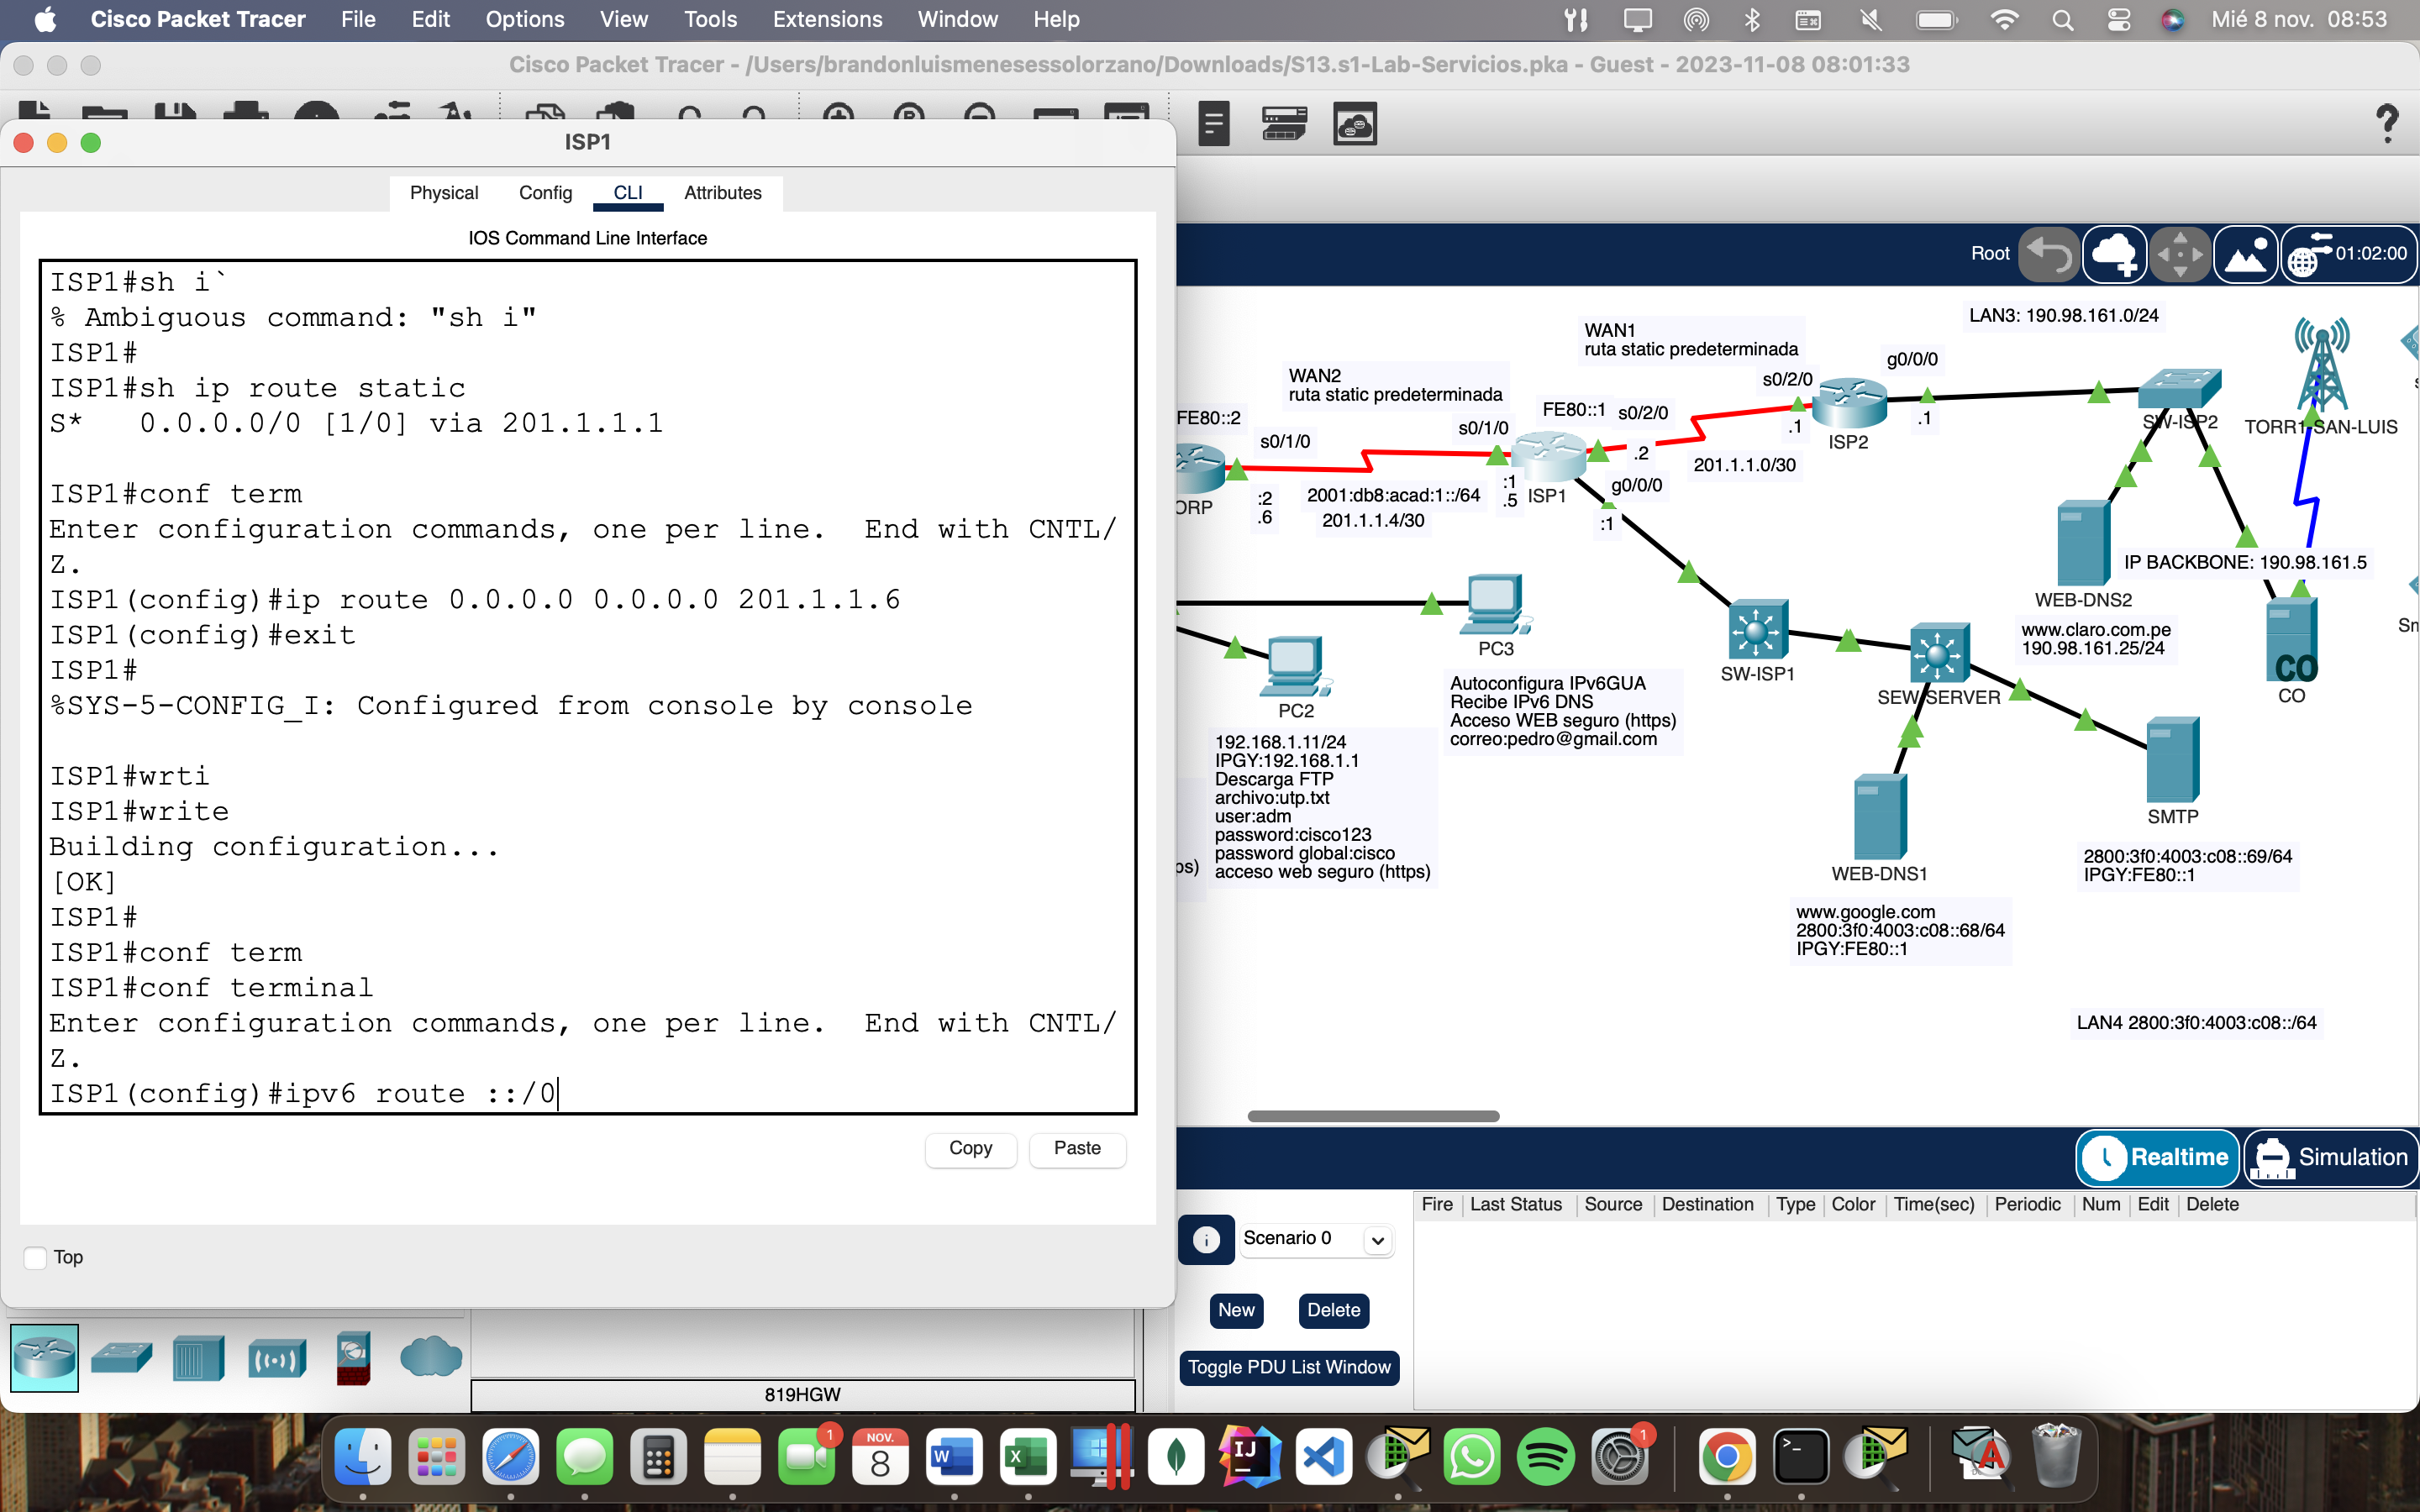 Cisco Packet Tracer File Edit Options View Tools Extensions Window Help Mié 8 nov. 08:53
Cisco Packet Tracer - /Users/brandonluismenesessolorzano/Downloads/S13.s1-Lab-Servicios.pka - Guest - 2023-11-08 08:01:33
ISP1
Physical Config CLI Attributes
IOS Command Line Interface
ISP1#sh i`
% Ambiguous command: "sh i"
ISP1#
ISP1#sh ip route static
S* 0.0.0.0/0 [1/0] via 201.1.1.1
ISP1#conf term
Enter configuration commands, one per line. End with CNTL/
Z.
ISP1(config)#ip route 0.0.0.0 0.0.0.0 201.1.1.6
ISP1(config)#exit
ISP1#
%SYS-5-CONFIG_I: Configured from console by console
ISP1#wrti
ISP1#write
Building configuration...
[OK]
ISP1#
ISP1#conf term
ISP1#conf terminal
Enter configuration commands, one per line. End with CNTL/
Z.
ISP1(config)#ipv6 route ::/0
Copy Paste
Top
Root
01:02:00
LAN3: 190.98.161.0/24
WAN1
ruta static predeterminada
WAN2
ruta static predeterminada
g0/0/0
s0/2/0
FE80::2
FE80::1
s0/2/0
s0/1/0
s0/1/0
.1
ISP2
.1
SW-ISP2
TORR1-SAN-LUIS
.2
201.1.1.0/30
ORP
:2
.6
2001:db8:acad:1::/64
201.1.1.4/30
:1
.5
ISP1
g0/0/0
:1
IP BACKBONE: 190.98.161.5
WEB-DNS2
www.claro.com.pe
190.98.161.25/24
CO
CO
PC3
SW-ISP1
SEW-SERVER
Autoconfigura IPv6GUA
Recibe IPv6 DNS
Acceso WEB seguro (https)
correo:pedro@gmail.com
PC2
192.168.1.11/24
IPGY:192.168.1.1
Descarga FTP
archivo:utp.txt
user:adm
password:cisco123
password global:cisco
acceso web seguro (https)
ps)
SMTP
2800:3f0:4003:c08::69/64
IPGY:FE80::1
WEB-DNS1
www.google.com
2800:3f0:4003:c08::68/64
IPGY:FE80::1
LAN4 2800:3f0:4003:c08::/64
Realtime Simulation
Fire Last Status Source Destination Type Color Time(sec) Periodic Num Edit Delete
Scenario 0
New Delete
Toggle PDU List Window
819HGW
1
NOV.
8
W
X
IJ
1